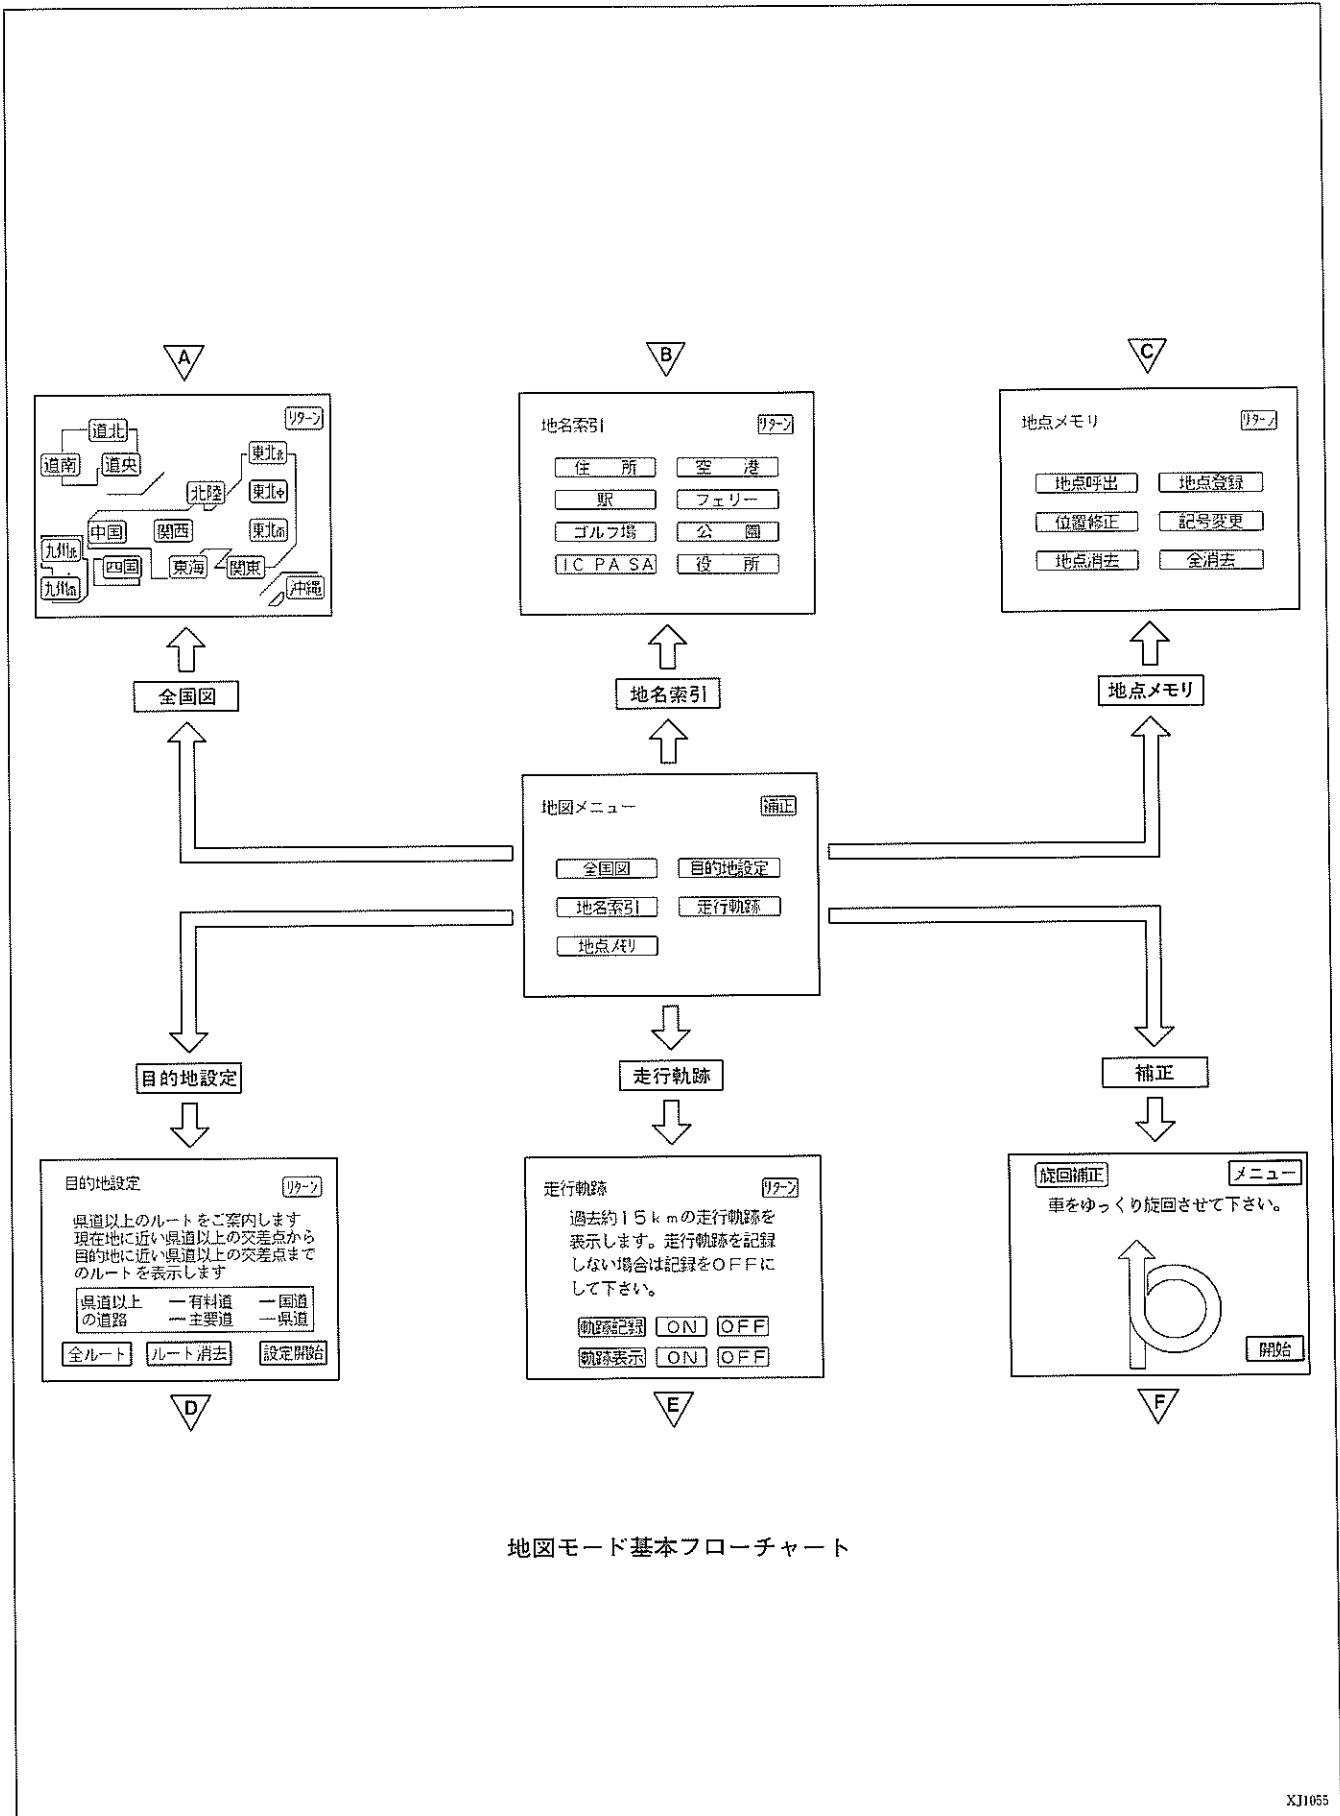 A
B
C
リターン
道北
道南
道央
東北北
北陸
東北中
中国
関西
東北南
九州北
四国
東海
関東
九州南
沖縄
地名索引
リターン
住 所
空 港
駅
フェリー
ゴルフ場
公 園
IC PA SA
役 所
地点メモリ
リターン
地点呼出
地点登録
位置修正
記号変更
地点消去
全消去
全国図
地名索引
地点メモリ
地図メニュー
補正
全国図
目的地設定
地名索引
走行軌跡
地点メモリ
目的地設定
走行軌跡
補正
目的地設定
リターン
県道以上のルートをご案内します
現在地に近い県道以上の交差点から
目的地に近い県道以上の交差点まで
のルートを表示します
県道以上 ー有料道 ー国道
の道路 ー主要道 ー県道
全ルート
ルート消去
設定開始
走行軌跡
リターン
過去約15kmの走行軌跡を
表示します。走行軌跡を記録
しない場合は記録をOFFに
して下さい。
軌跡記録 ON OFF
軌跡表示 ON OFF
旋回補正
メニュー
車をゆっくり旋回させて下さい。
開始
D
E
F
地図モード基本フローチャート
XJ1055